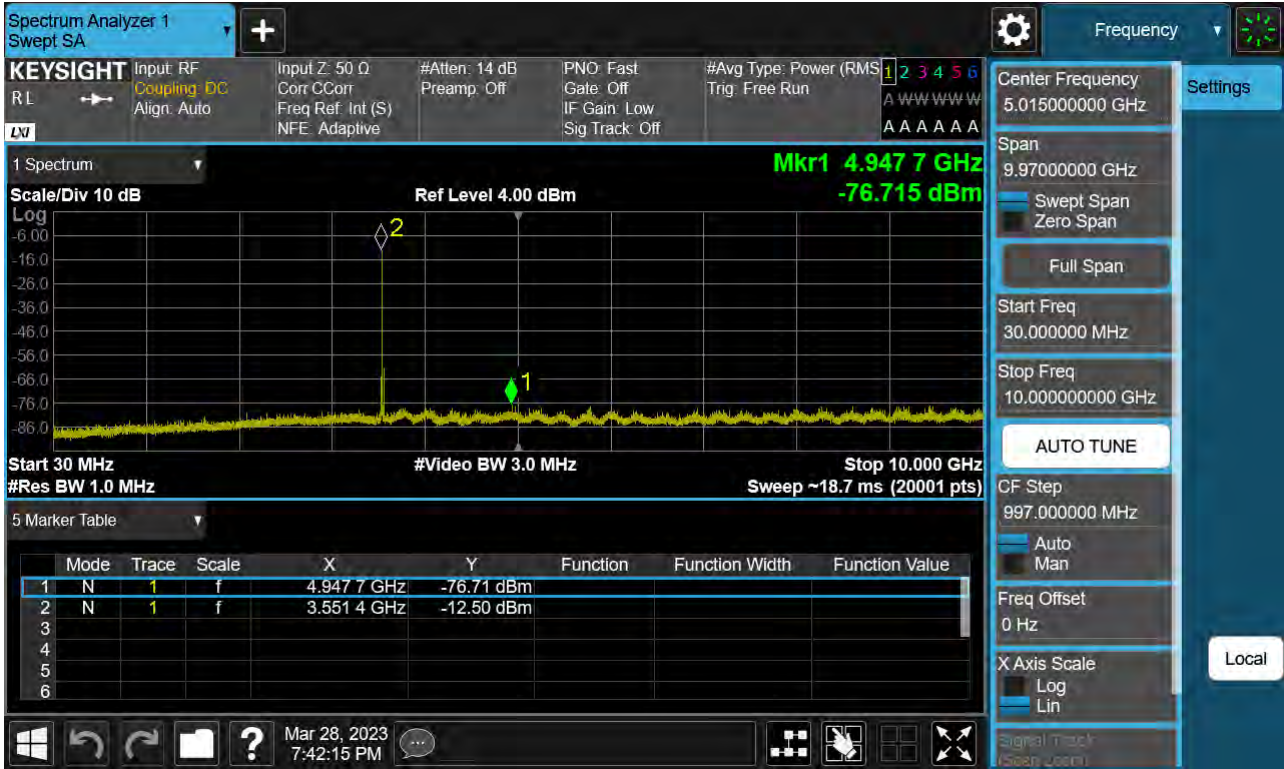 Spectrum Analyzer 1
Swept SA
+
Frequency
KEYSIGHT
RL
LXI
Input: RF
Coupling: DC
Align: Auto
Input Z: 50 Ω
Corr CCorr
Freq Ref: Int (S)
NFE: Adaptive
#Atten: 14 dB
Preamp: Off
PNO: Fast
Gate: Off
IF Gain: Low
Sig Track: Off
#Avg Type: Power (RMS
Trig: Free Run
1 2 3 4 5 6
A W W W W W
A A A A A A
1 Spectrum
Mkr1 4.947 7 GHz
-76.715 dBm
Scale/Div 10 dB
Ref Level 4.00 dBm
Log
-6.00
-16.0
-26.0
-36.0
-46.0
-56.0
-66.0
-76.0
-86.0
2
1
Start 30 MHz
#Video BW 3.0 MHz
Stop 10.000 GHz
#Res BW 1.0 MHz
Sweep ~18.7 ms (20001 pts)
5 Marker Table
Mode Trace Scale X Y Function Function Width Function Value
1 N 1 f 4.947 7 GHz -76.71 dBm
2 N 1 f 3.551 4 GHz -12.50 dBm
3
4
5
6
Mar 28, 2023
7:42:15 PM
?
Center Frequency
5.015000000 GHz
Span
9.97000000 GHz
Swept Span
Zero Span
Full Span
Start Freq
30.000000 MHz
Stop Freq
10.000000000 GHz
AUTO TUNE
CF Step
997.000000 MHz
Auto
Man
Freq Offset
0 Hz
X Axis Scale
Log
Lin
Signal Track
(Span Zoom)
Settings
Local